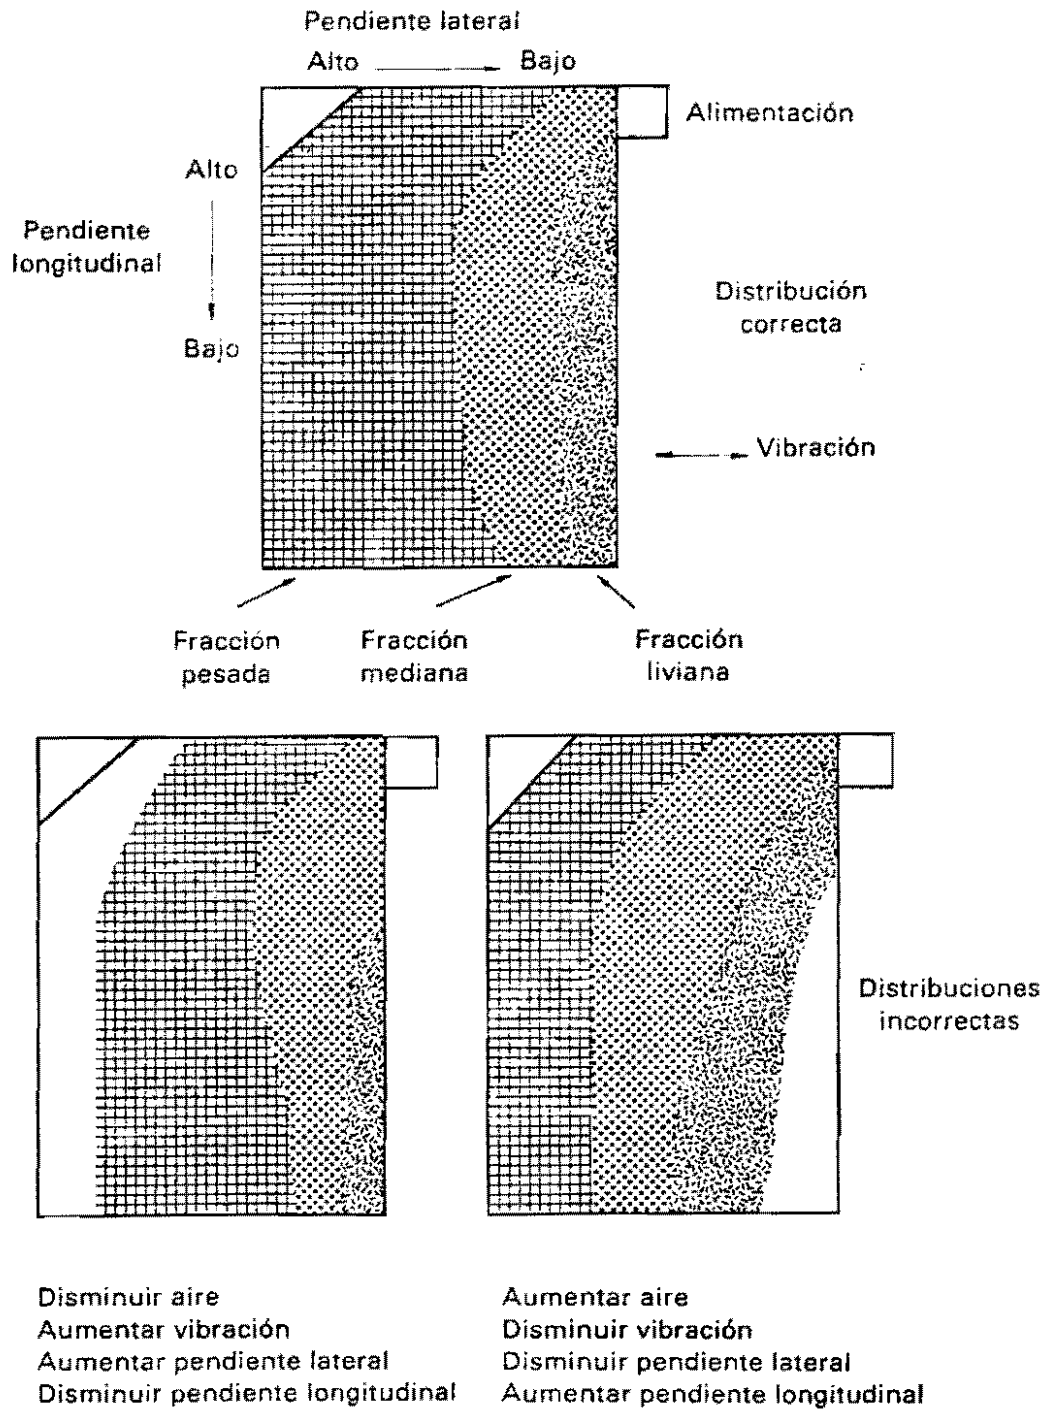 Pendiente lateral
Alto
Bajo
Alimentación
Alto
Pendiente
longitudinal
Bajo
Distribución
correcta
Vibración
Fracción
pesada
Fracción
mediana
Fracción
liviana
Distribuciones
incorrectas
Disminuir aire
Aumentar vibración
Aumentar pendiente lateral
Disminuir pendiente longitudinal
Aumentar aire
Disminuir vibración
Disminuir pendiente lateral
Aumentar pendiente longitudinal